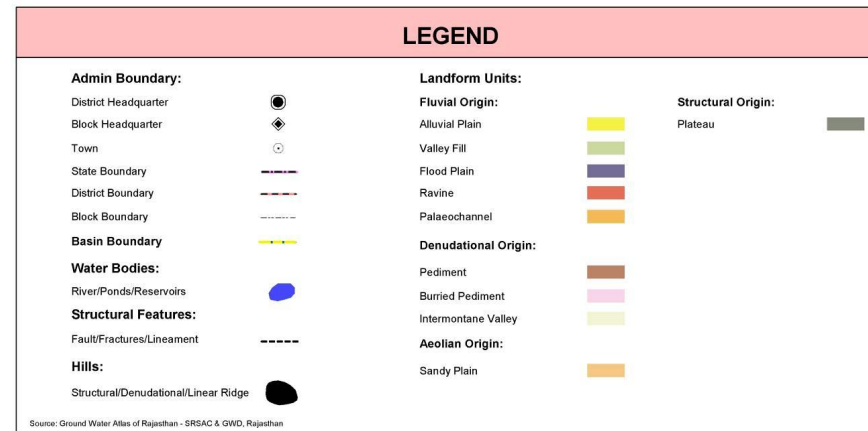 LEGEND
Admin Boundary:
District Headquarter
Block Headquarter
Town
State Boundary
District Boundary
Block Boundary
Basin Boundary
Water Bodies:
River/Ponds/Reservoirs
Structural Features:
Fault/Fractures/Lineament
Hills:
Structural/Denudational/Linear Ridge
Landform Units:
Fluvial Origin:
Alluvial Plain
Valley Fill
Flood Plain
Ravine
Palaeochannel
Denudational Origin:
Pediment
Burried Pediment
Intermontane Valley
Aeolian Origin:
Sandy Plain
Structural Origin:
Plateau
Source: Ground Water Atlas of Rajasthan - SRSAC & GWD, Rajasthan